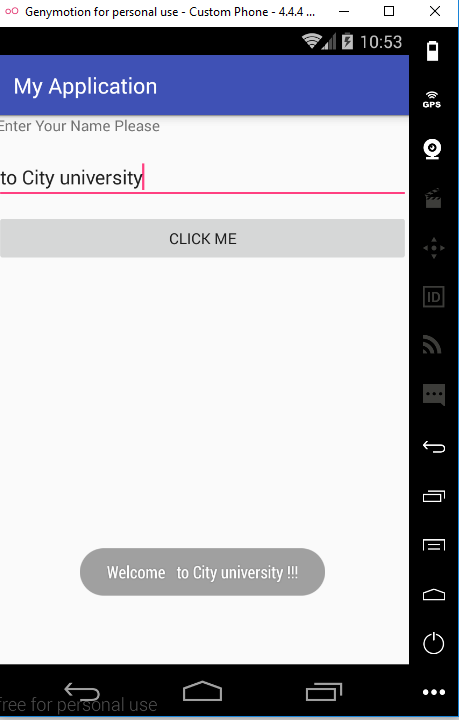 Genymotion for personal use - Custom Phone - 4.4.4 ...
10:53
My Application
GPS
Enter Your Name Please
to City university
CLICK ME
ID
Welcome   to City university !!!
free for personal use